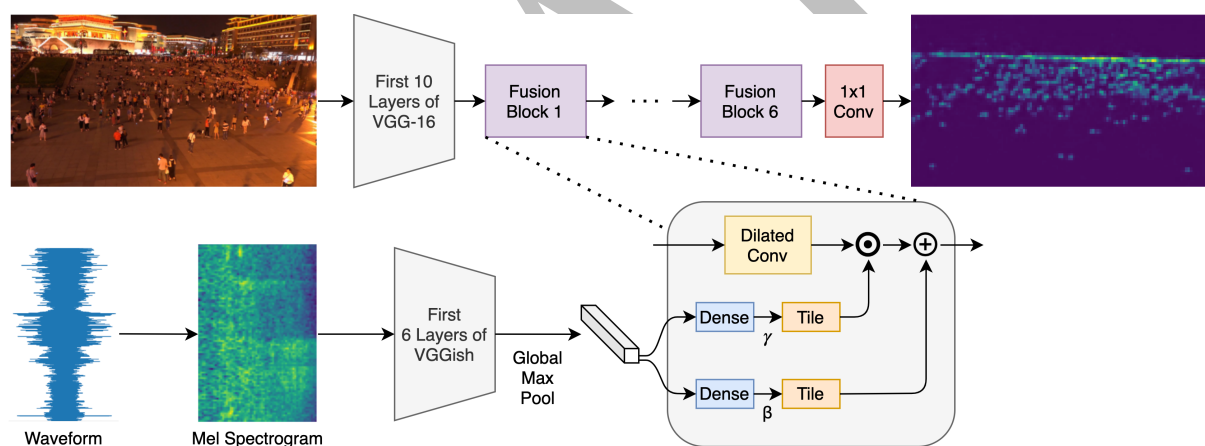 First 10
Layers of
VGG-16
Fusion
Block 1
...
Fusion
Block 6
1x1
Conv
Dilated
Conv
Dense
γ
Tile
Dense
β
Tile
First
6 Layers of
VGGish
Global
Max
Pool
Waveform
Mel Spectrogram